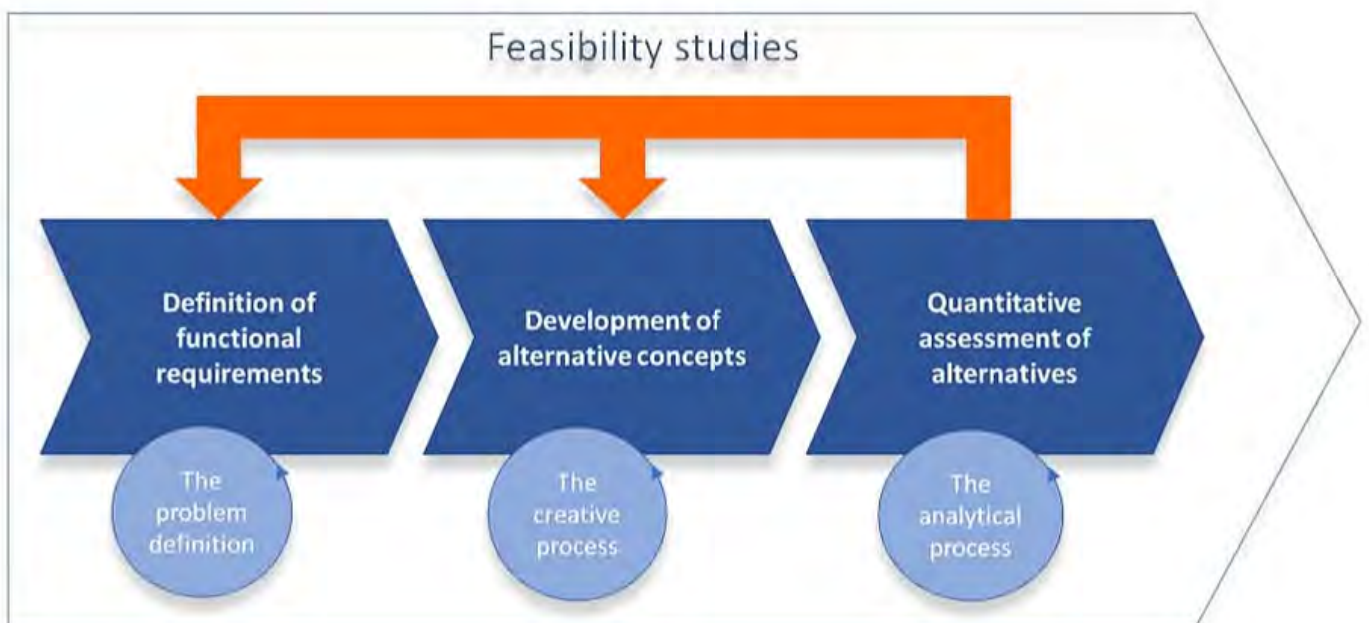 Feasibility studies
Definition of
functional
requirements
Development of
alternative concepts
Quantitative
assessment of
alternatives
The
problem
definition
The
creative
process
The
analytical
process